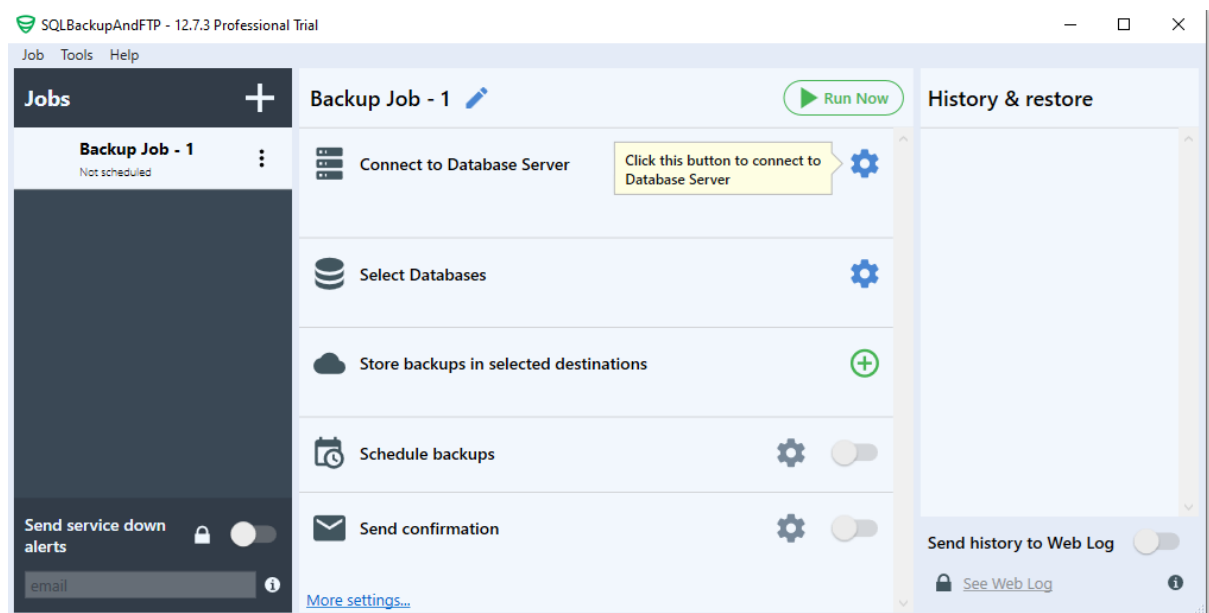 SQLBackupAndFTP - 12.7.3 Professional Trial
Job Tools Help
Jobs
Backup Job - 1
Not scheduled
Send service down
alerts
email
Backup Job - 1
Run Now
Connect to Database Server
Click this button to connect to
Database Server
Select Databases
Store backups in selected destinations
Schedule backups
Send confirmation
More settings...
History & restore
Send history to Web Log
See Web Log